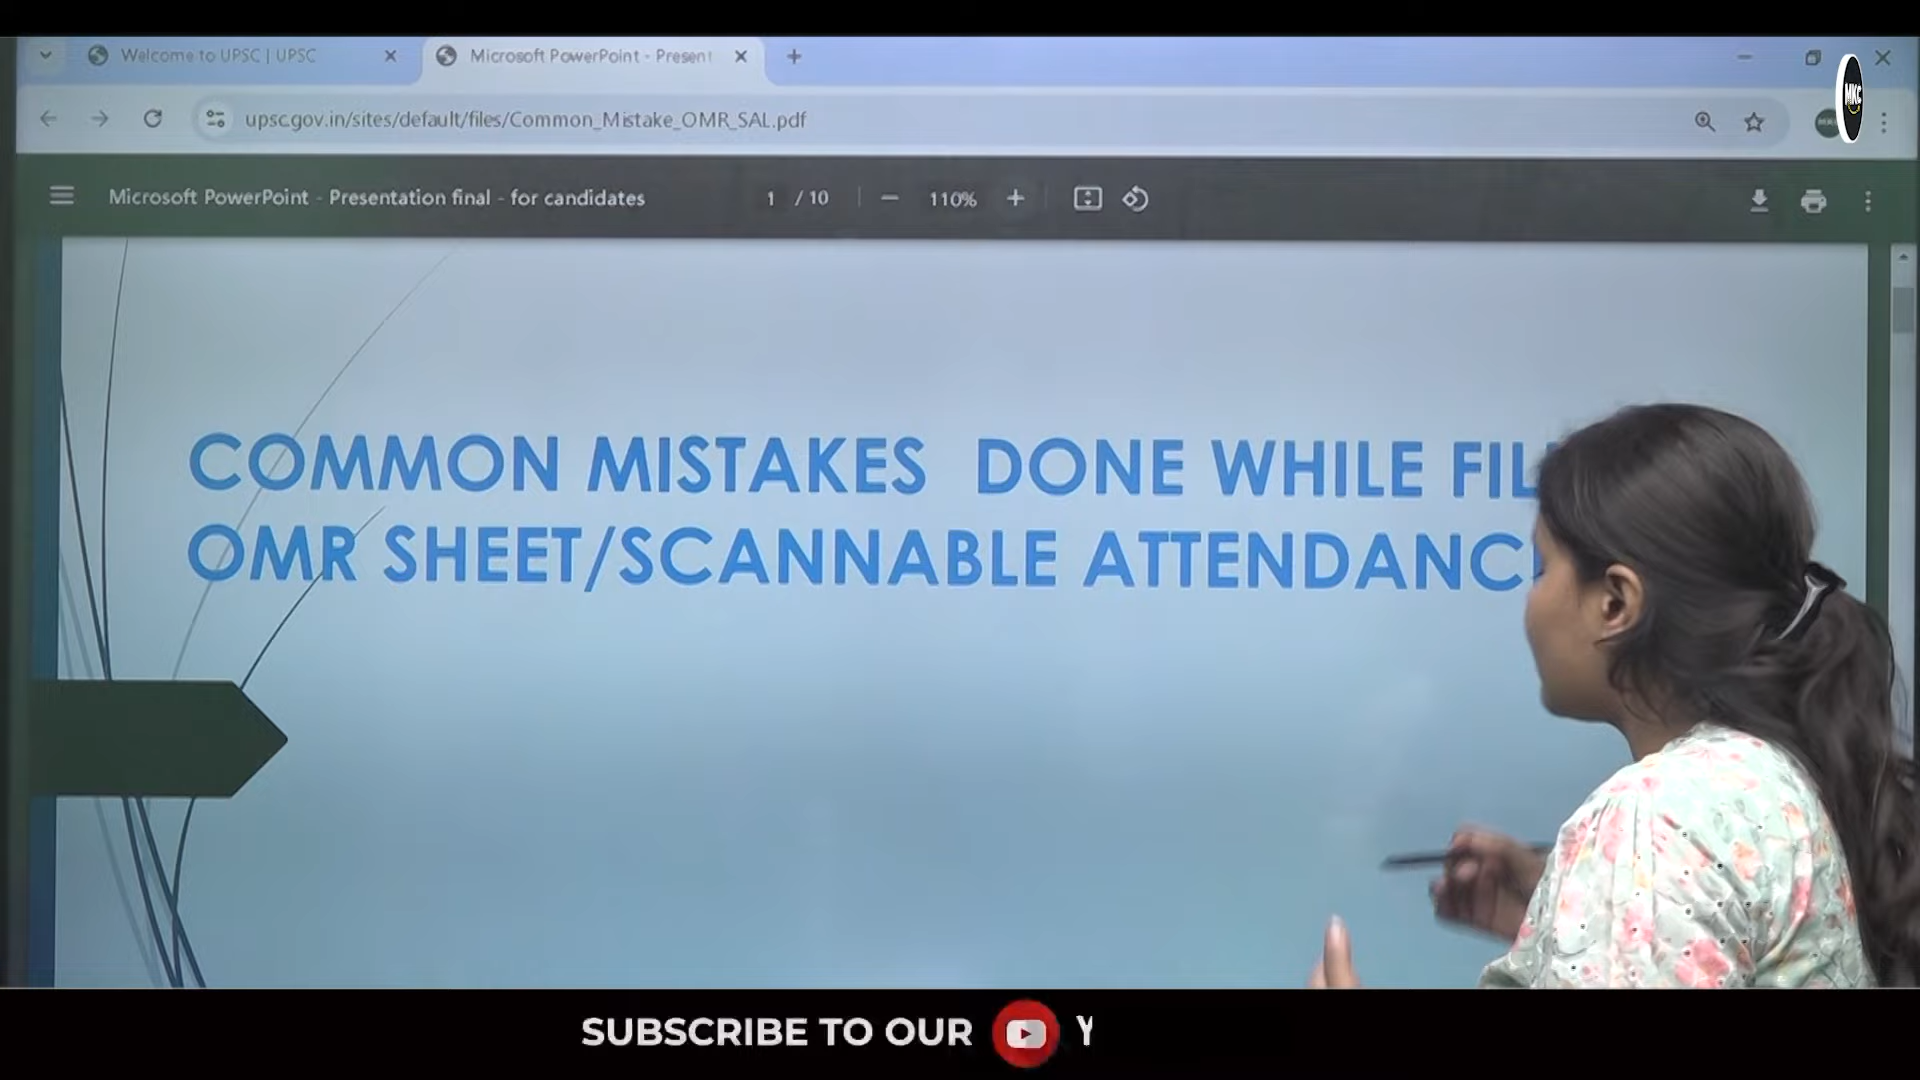 Welcome to UPSC | UPSC
Microsoft PowerPoint - Present
upsc.gov.in/sites/default/files/Common_Mistake_OMR_SAL.pdf
MKC
Microsoft PowerPoint - Presentation final - for candidates
1 / 10
110%
COMMON MISTAKES DONE WHILE FIL
OMR SHEET/SCANNABLE ATTENDANC
SUBSCRIBE TO OUR Y